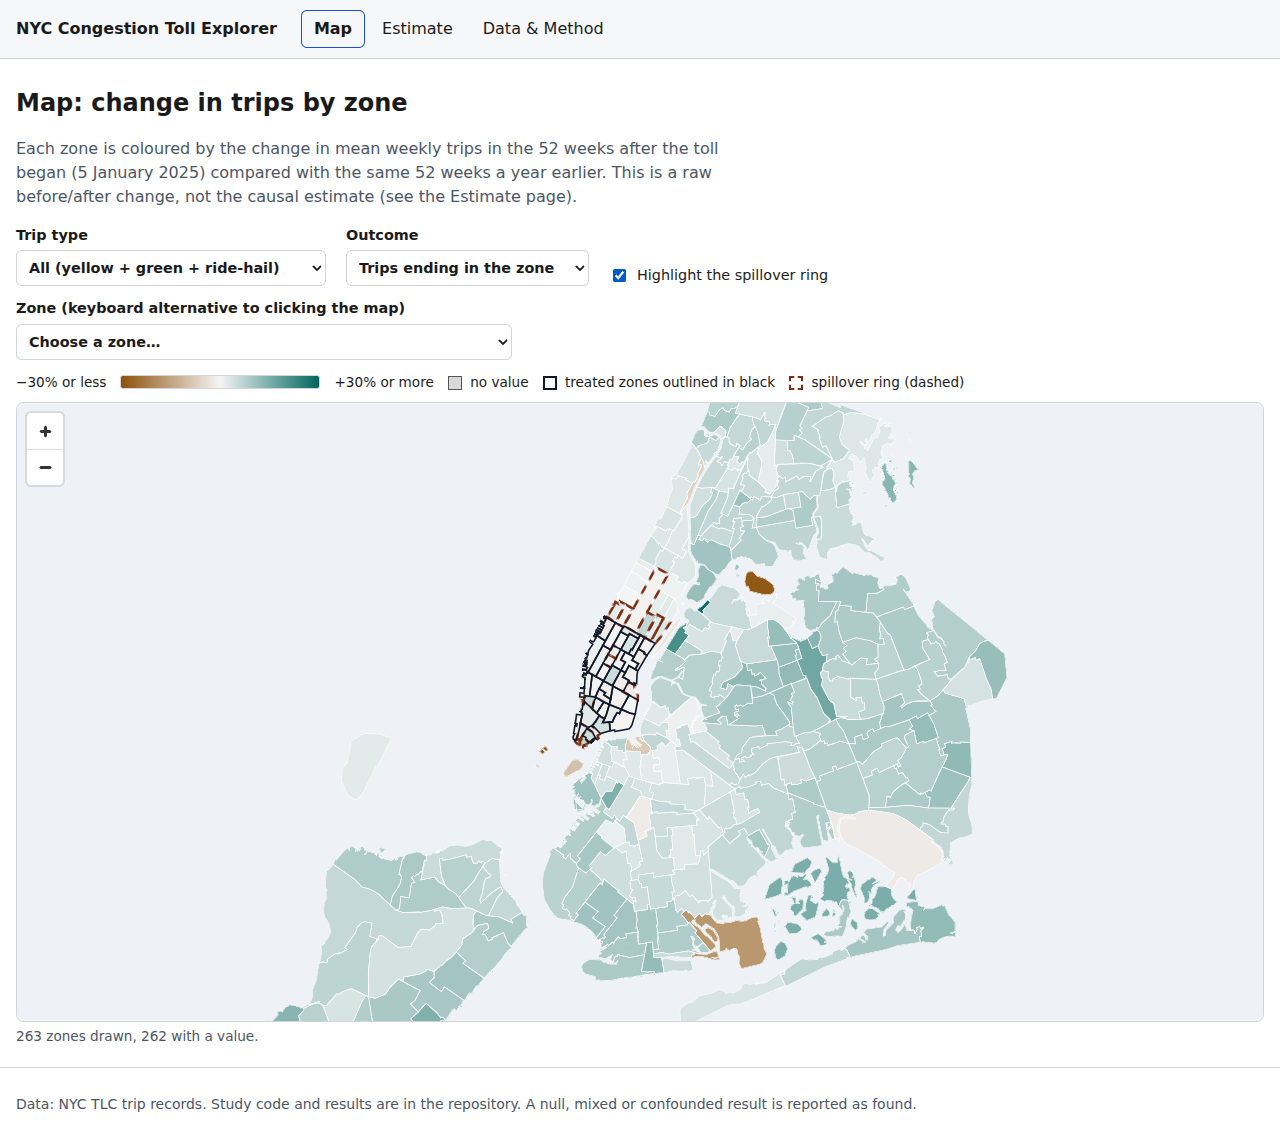 NYC Congestion Toll Explorer
Map
Estimate
Data & Method
Map: change in trips by zone
Each zone is coloured by the change in mean weekly trips in the 52 weeks after the toll
began (5 January 2025) compared with the same 52 weeks a year earlier. This is a raw
before/after change, not the causal estimate (see the Estimate page).
Trip type
Outcome
All (yellow + green + ride-hail)
Trips ending in the zone
Highlight the spillover ring
Zone (keyboard alternative to clicking the map)
Choose a zone…
−30% or less
+30% or more
no value
treated zones outlined in black
spillover ring (dashed)
+
−
263 zones drawn, 262 with a value.
Data: NYC TLC trip records. Study code and results are in the repository. A null, mixed or confounded result is reported as found.